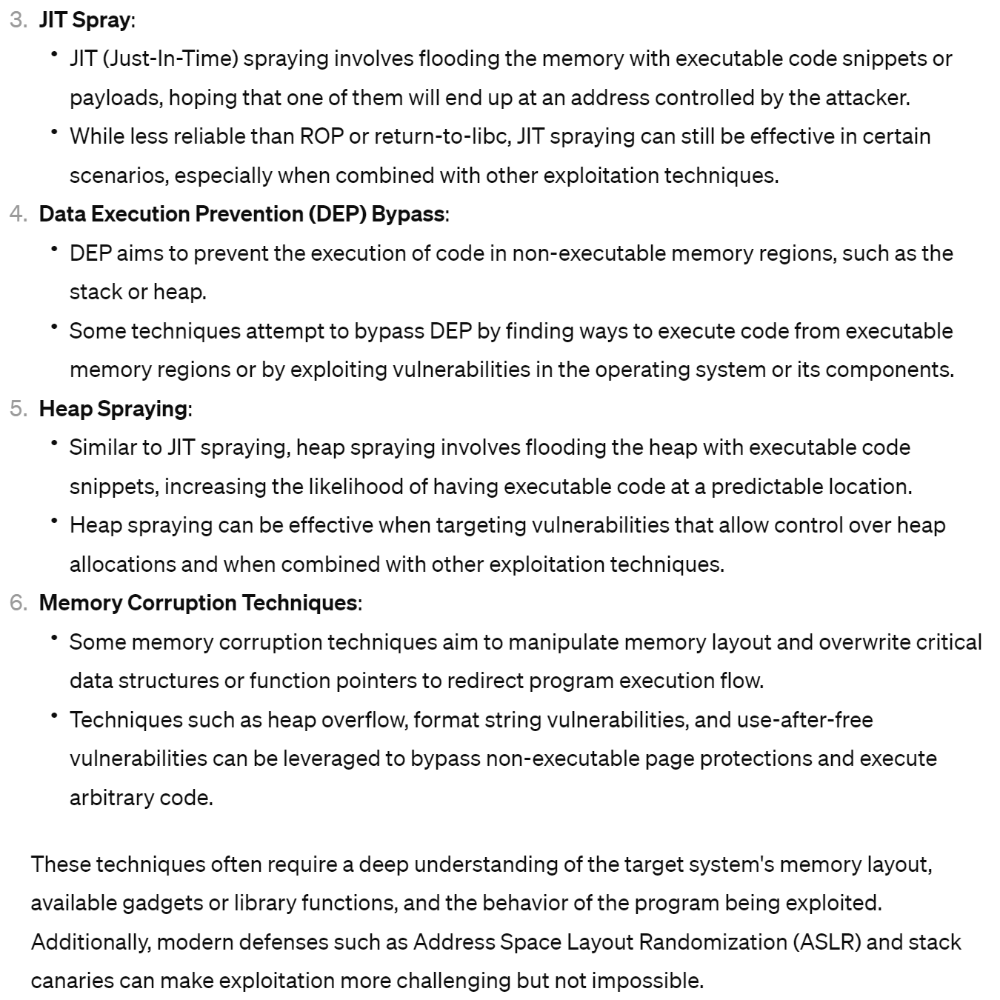 3. JIT Spray:
• JIT (Just-In-Time) spraying involves flooding the memory with executable code snippets or
payloads, hoping that one of them will end up at an address controlled by the attacker.
• While less reliable than ROP or return-to-libc, JIT spraying can still be effective in certain
scenarios, especially when combined with other exploitation techniques.
4. Data Execution Prevention (DEP) Bypass:
• DEP aims to prevent the execution of code in non-executable memory regions, such as the
stack or heap.
• Some techniques attempt to bypass DEP by finding ways to execute code from executable
memory regions or by exploiting vulnerabilities in the operating system or its components.
5. Heap Spraying:
• Similar to JIT spraying, heap spraying involves flooding the heap with executable code
snippets, increasing the likelihood of having executable code at a predictable location.
• Heap spraying can be effective when targeting vulnerabilities that allow control over heap
allocations and when combined with other exploitation techniques.
6. Memory Corruption Techniques:
• Some memory corruption techniques aim to manipulate memory layout and overwrite critical
data structures or function pointers to redirect program execution flow.
• Techniques such as heap overflow, format string vulnerabilities, and use-after-free
vulnerabilities can be leveraged to bypass non-executable page protections and execute
arbitrary code.
These techniques often require a deep understanding of the target system's memory layout,
available gadgets or library functions, and the behavior of the program being exploited.
Additionally, modern defenses such as Address Space Layout Randomization (ASLR) and stack
canaries can make exploitation more challenging but not impossible.